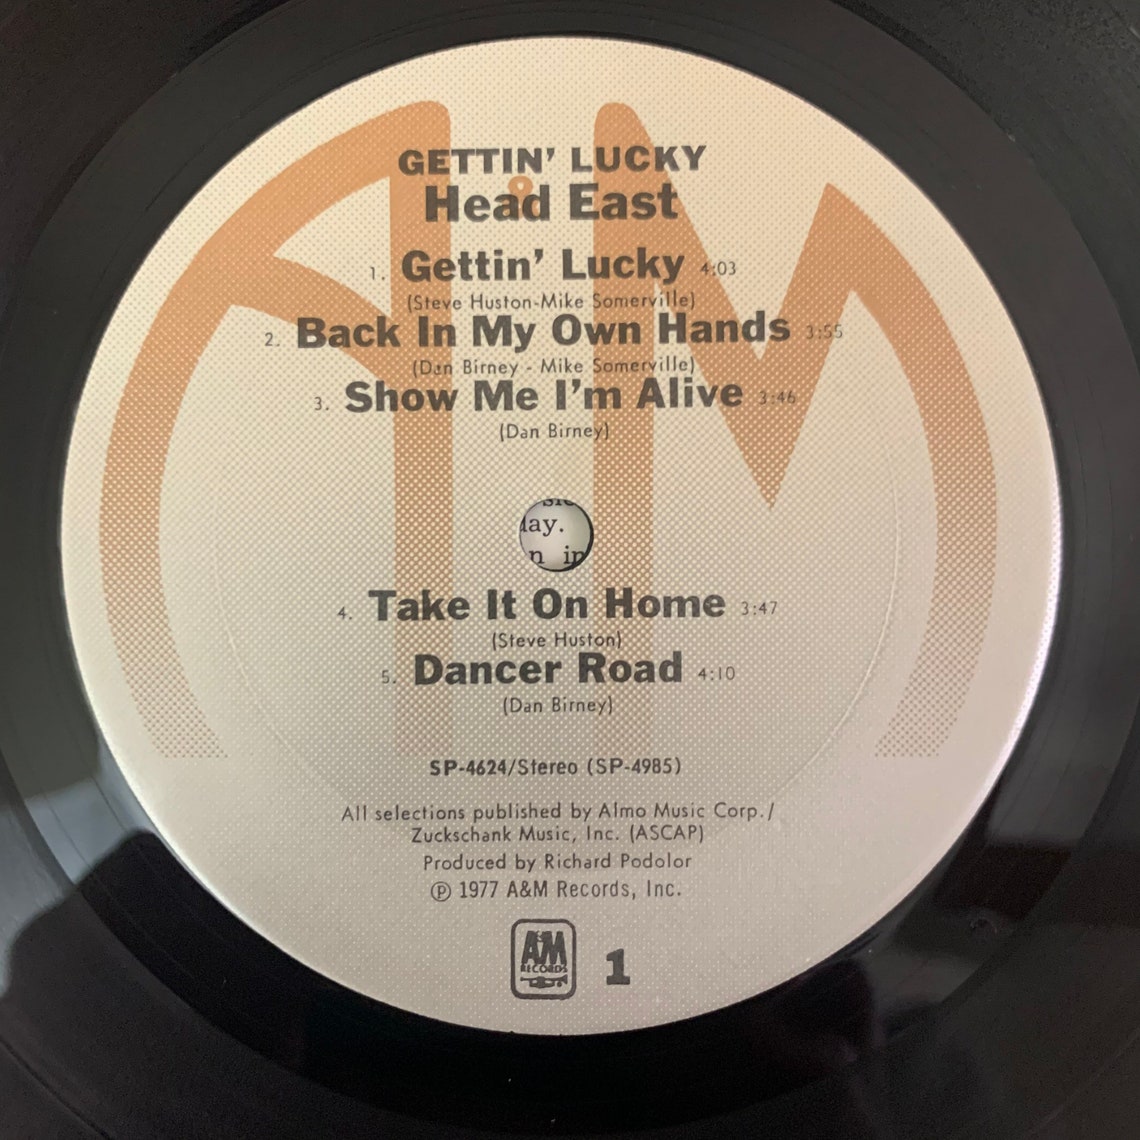 GETTIN' LUCKY
Head East
1. Gettin' Lucky 4:03
(Steve Huston-Mike Somerville)
2. Back In My Own Hands 3:55
(Dan Birney - Mike Somerville)
3. Show Me I'm Alive 3:46
(Dan Birney)
lay.
4. Take It On Home 3:47
(Steve Huston)
5. Dancer Road 4:10
(Dan Birney)
SP-4624/Stereo (SP-4985)
All selections published by Almo Music Corp./
Zuckschank Music, Inc. (ASCAP)
Produced by Richard Podolor
℗ 1977 A&M Records, Inc.
A&M
RECORDS
1